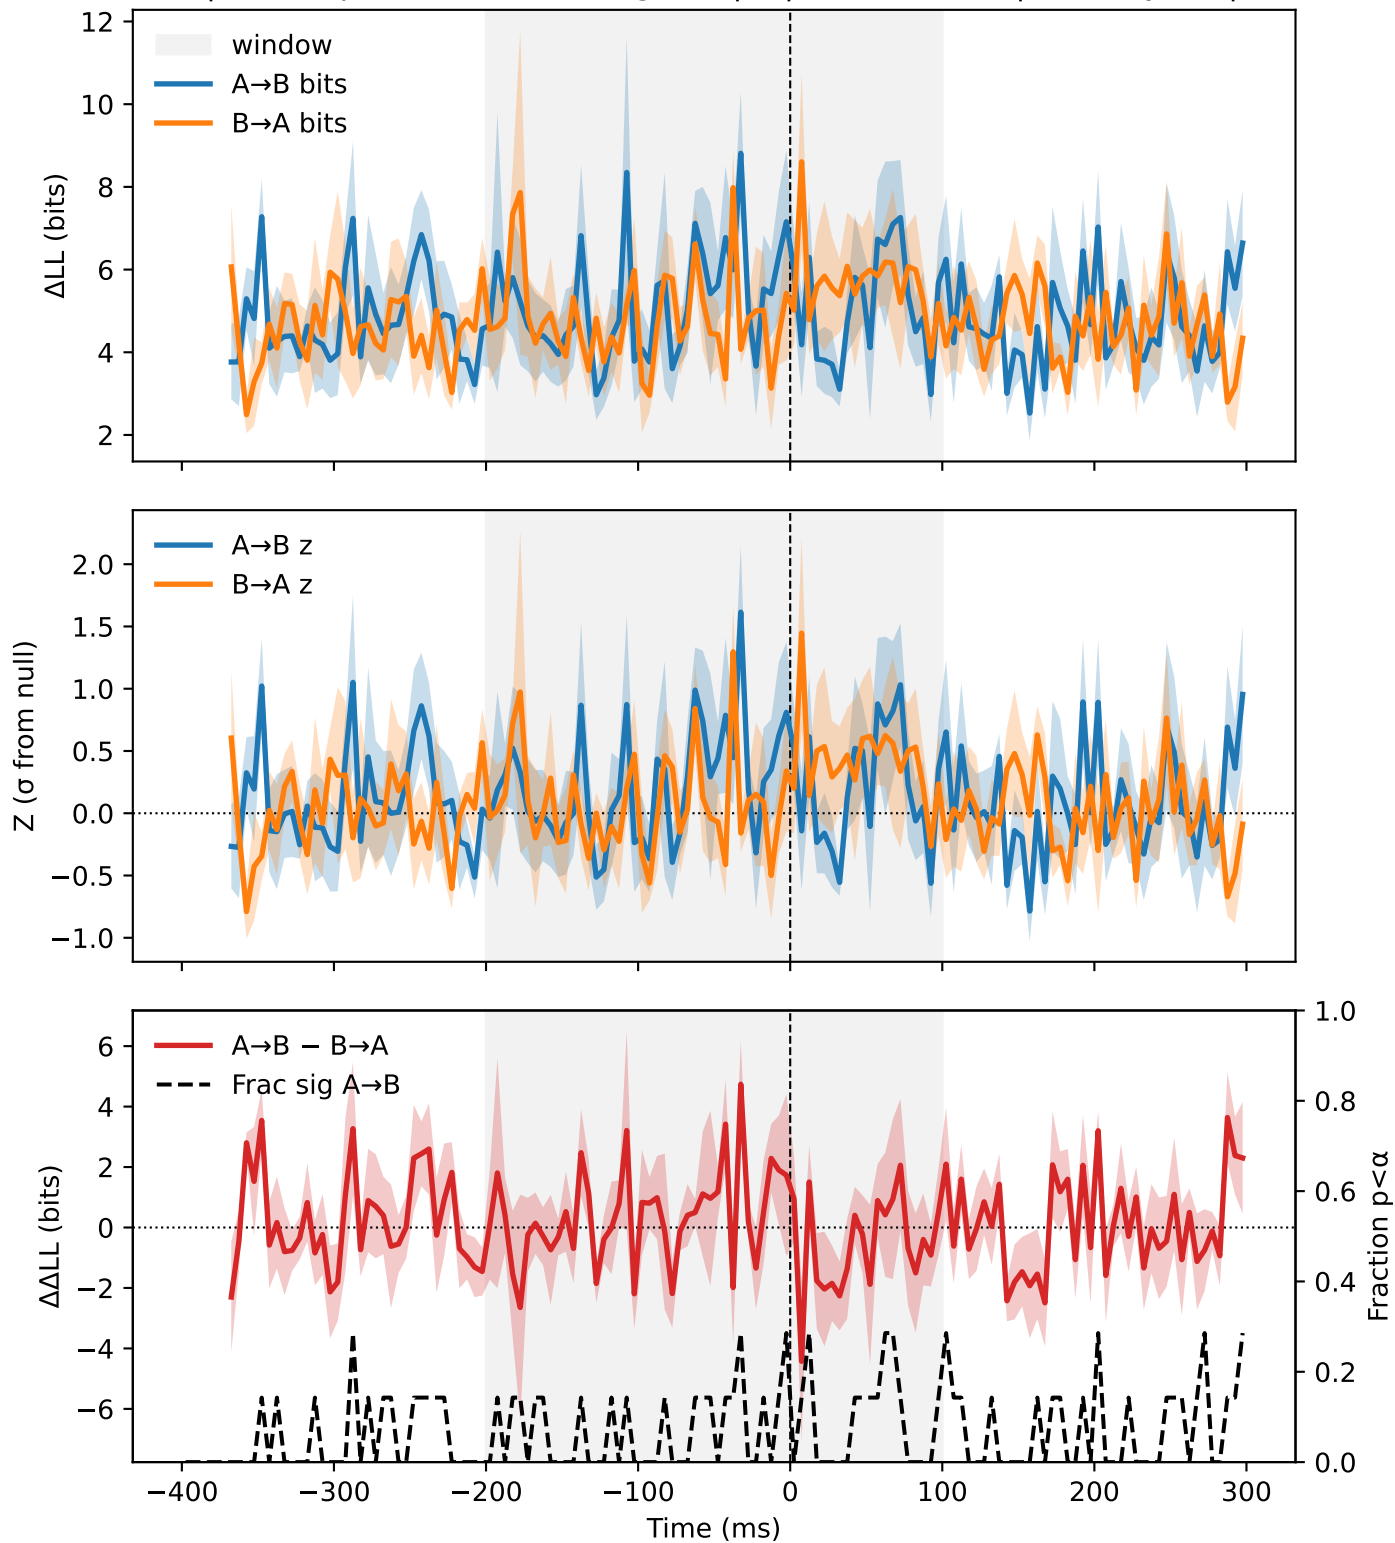 12
10
8
6
4
2
ΔLL (bits)
window
A→B bits
B→A bits
2.0
1.5
1.0
0.5
0.0
−0.5
−1.0
Z (σ from null)
A→B z
B→A z
6
4
2
0
−2
−4
−6
ΔΔLL (bits)
A→B − B→A
Frac sig A→B
1.0
0.8
0.6
0.4
0.2
0.0
Fraction p<α
−400 −300 −200 −100 0 100 200 300
Time (ms)